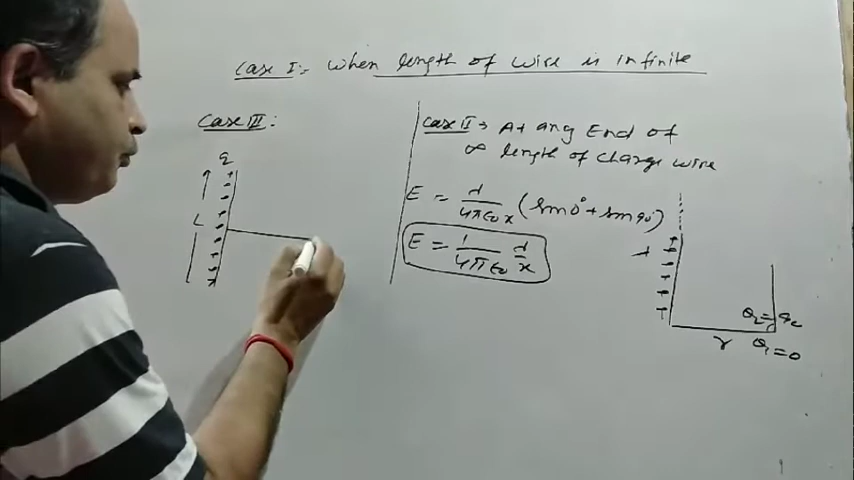 Case I:- When length of wire is infinite
Case III:
q
L
Case II → At any End of
∞ length of charge wire
E = λ/4πε₀x (sin0° + sin90°)
E = 1/4πε₀ λ/x
λ
θ₂ = 90
r θ₁ = 0